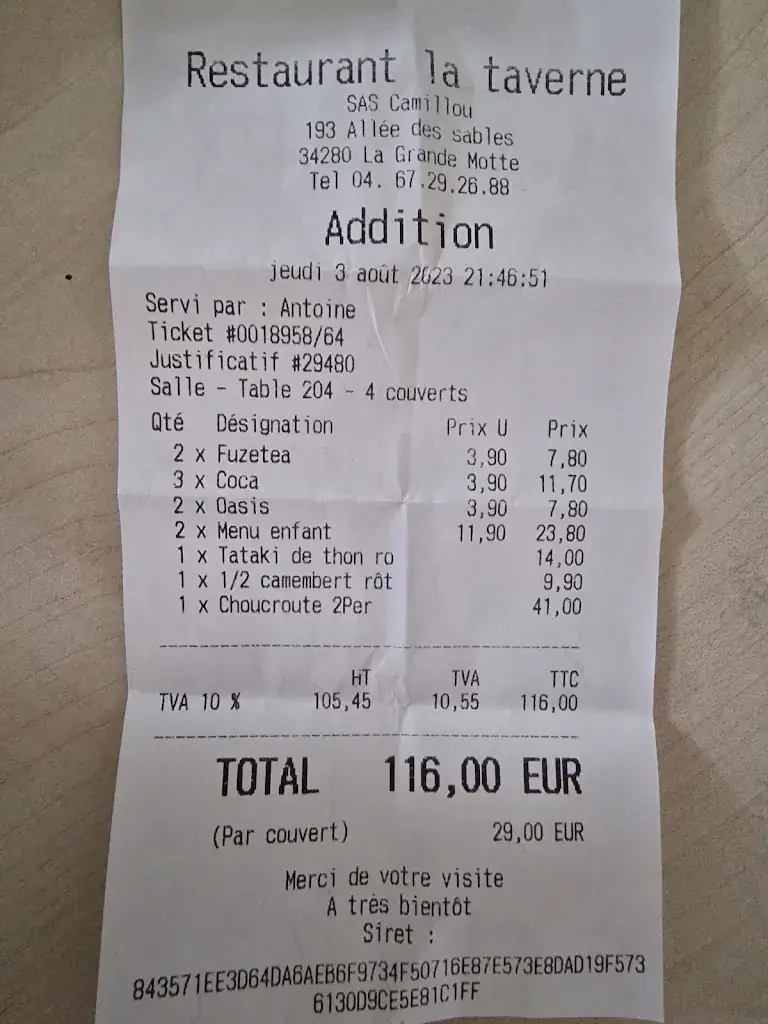 Restaurant la taverne
SAS Camillou
193 Allée des sables
34280 La Grande Motte
Tel 04. 67.29.26.88
Addition
jeudi 3 août 2023 21:46:51
Servi par : Antoine
Ticket #0018958/64
Justificatif #29480
Salle - Table 204 - 4 couverts
Qté Désignation Prix U Prix
2 x Fuzetea 3,90 7,80
3 x Coca 3,90 11,70
2 x Oasis 3,90 7,80
2 x Menu enfant 11,90 23,80
1 x Tataki de thon ro 14,00
1 x 1/2 camembert rôt 9,90
1 x Choucroute 2Per 41,00
HT TVA TTC
TVA 10 % 105,45 10,55 116,00
TOTAL 116,00 EUR
(Par couvert) 29,00 EUR
Merci de votre visite
A très bientôt
Siret :
843571EE3D64DA6AEB6F9734F50716E87E573E8DAD19F573
6130D9CE5E81C1FF